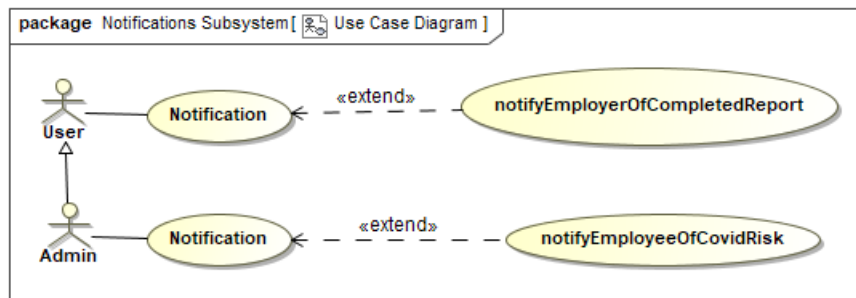 package Notifications Subsystem [ Use Case Diagram ]
«extend»
Notification
notifyEmployerOfCompletedReport
User
«extend»
Notification
notifyEmployeeOfCovidRisk
Admin